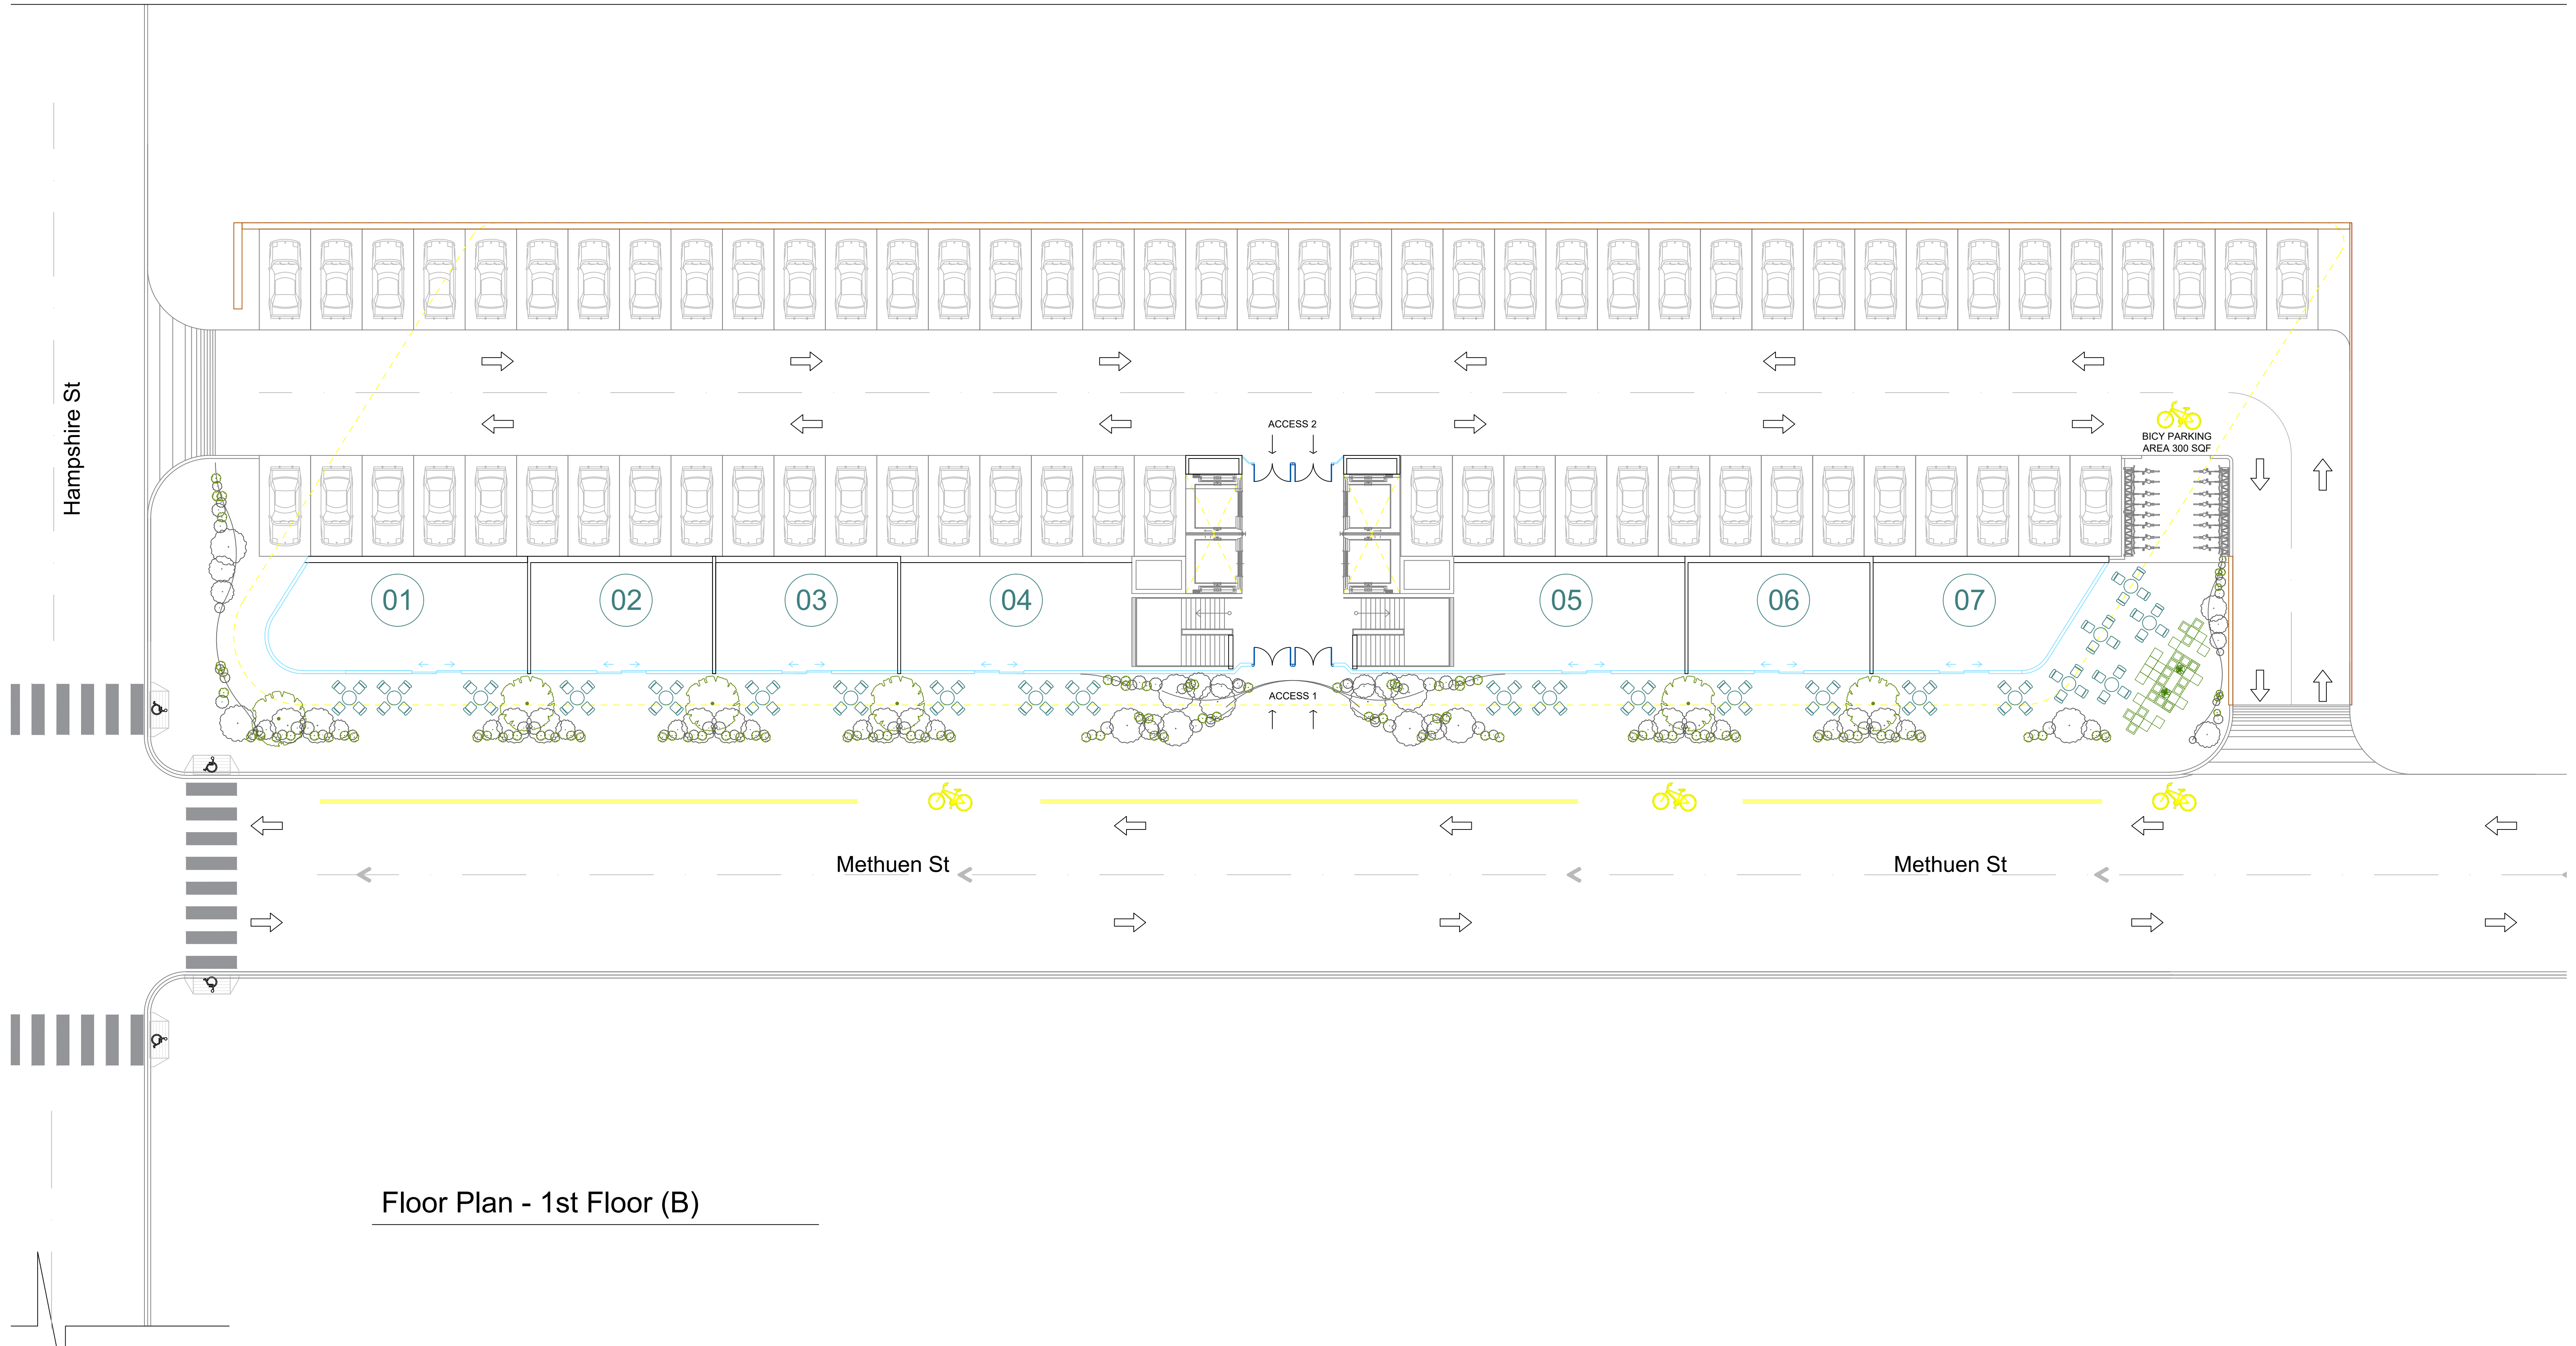 Hampshire St
ACCESS 2
BICY PARKING
AREA 300 SQF
01
02
03
04
05
06
07
ACCESS 1
Methuen St
Methuen St
Floor Plan - 1st Floor (B)